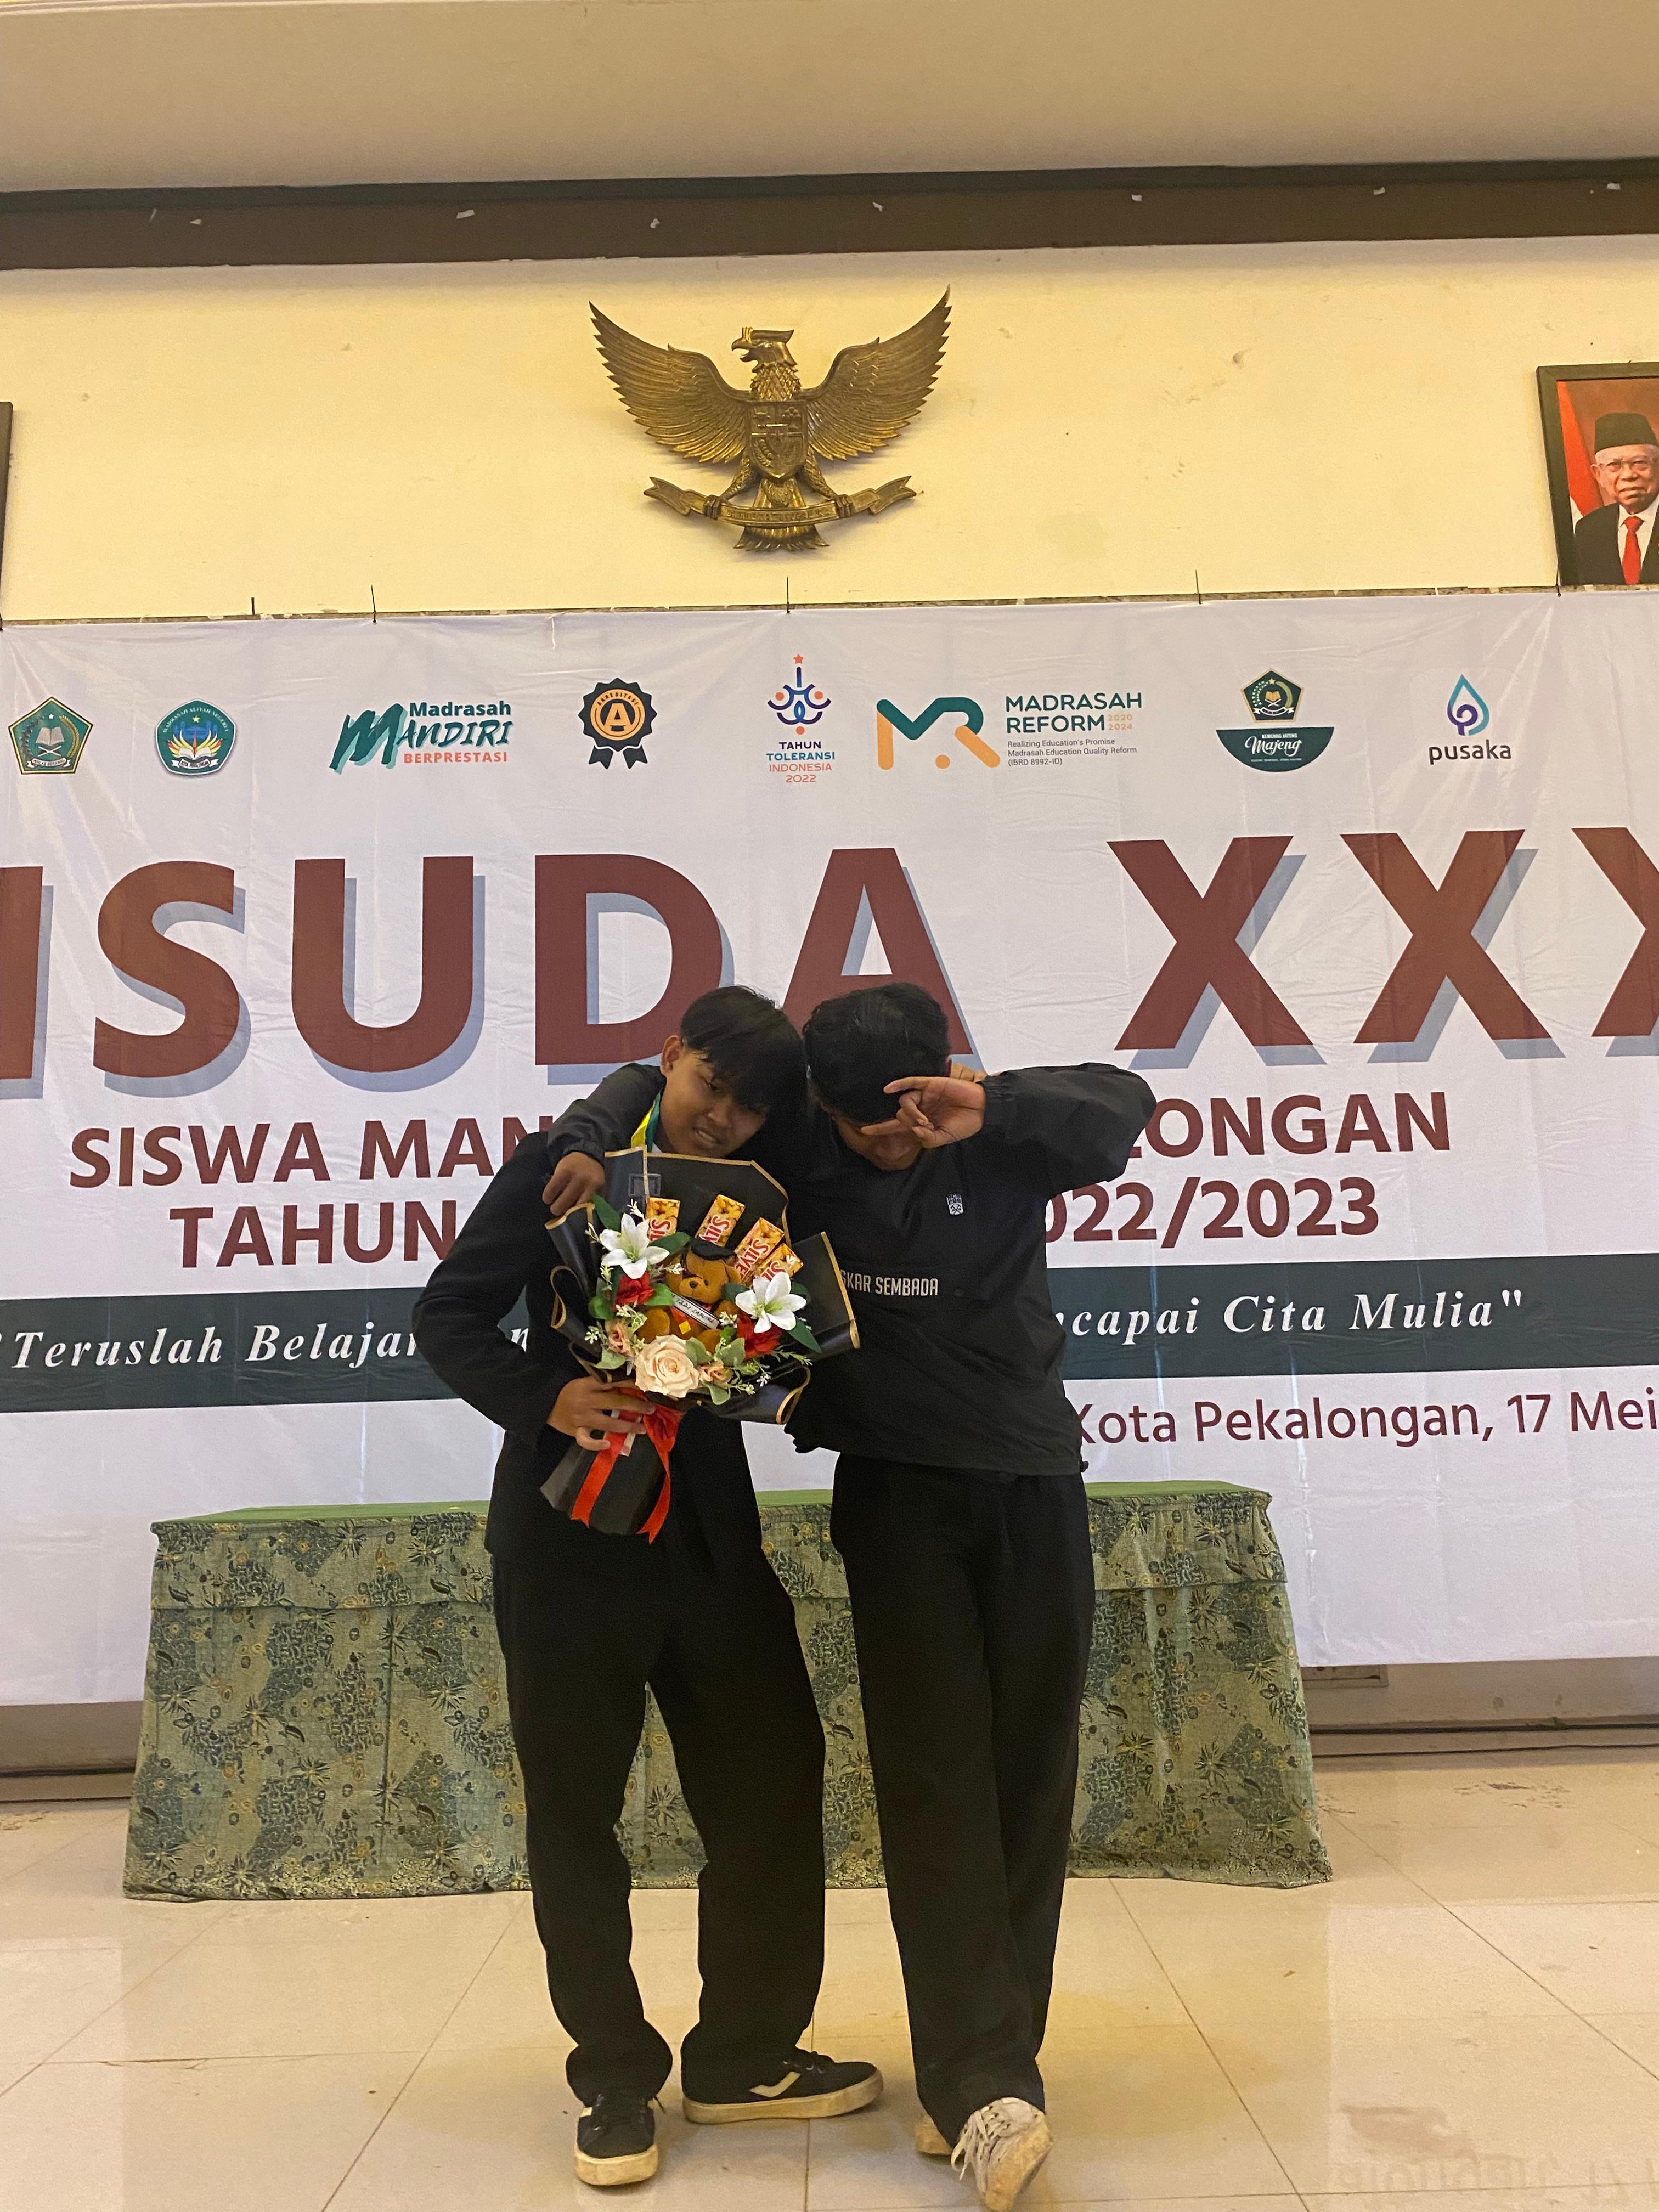 Madrasah
MANDIRI
BERPRESTASI
A
TAHUN
TOLERANSI
INDONESIA
2022
MADRASAH
REFORM 2020
2024
Realizing Education's Promise
Madrasah Education Quality Reform
(IBRD 8992-ID)
Majeng
pusaka
ISUDA XXX
SISWA MAN LONGAN
TAHUN 022/2023
"Teruslah Belajar ncapai Cita Mulia"
Kota Pekalongan, 17 Mei
SKAR SEMBADA